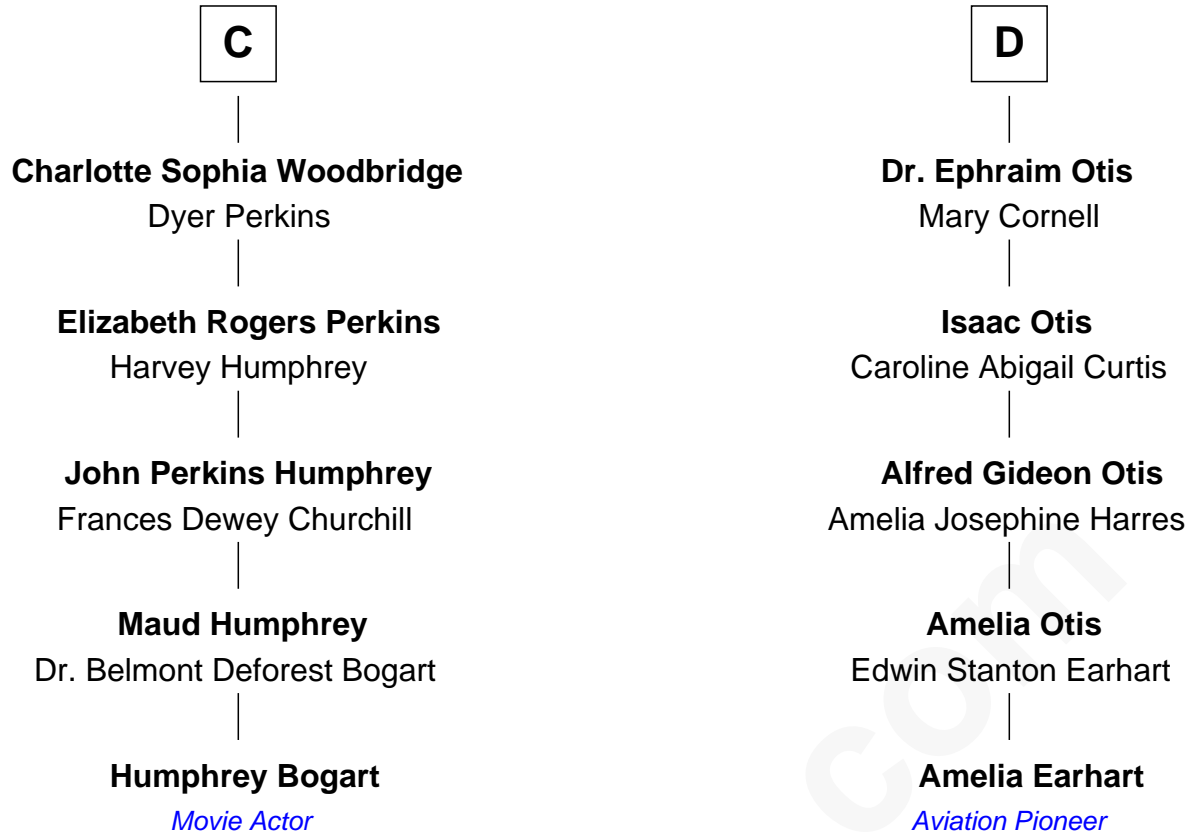 C
Charlotte Sophia Woodbridge
Dyer Perkins
Elizabeth Rogers Perkins
Harvey Humphrey
John Perkins Humphrey
Frances Dewey Churchill
Maud Humphrey
Dr. Belmont Deforest Bogart
Humphrey Bogart
Movie Actor
D
Dr. Ephraim Otis
Mary Cornell
Isaac Otis
Caroline Abigail Curtis
Alfred Gideon Otis
Amelia Josephine Harres
Amelia Otis
Edwin Stanton Earhart
Amelia Earhart
Aviation Pioneer
com